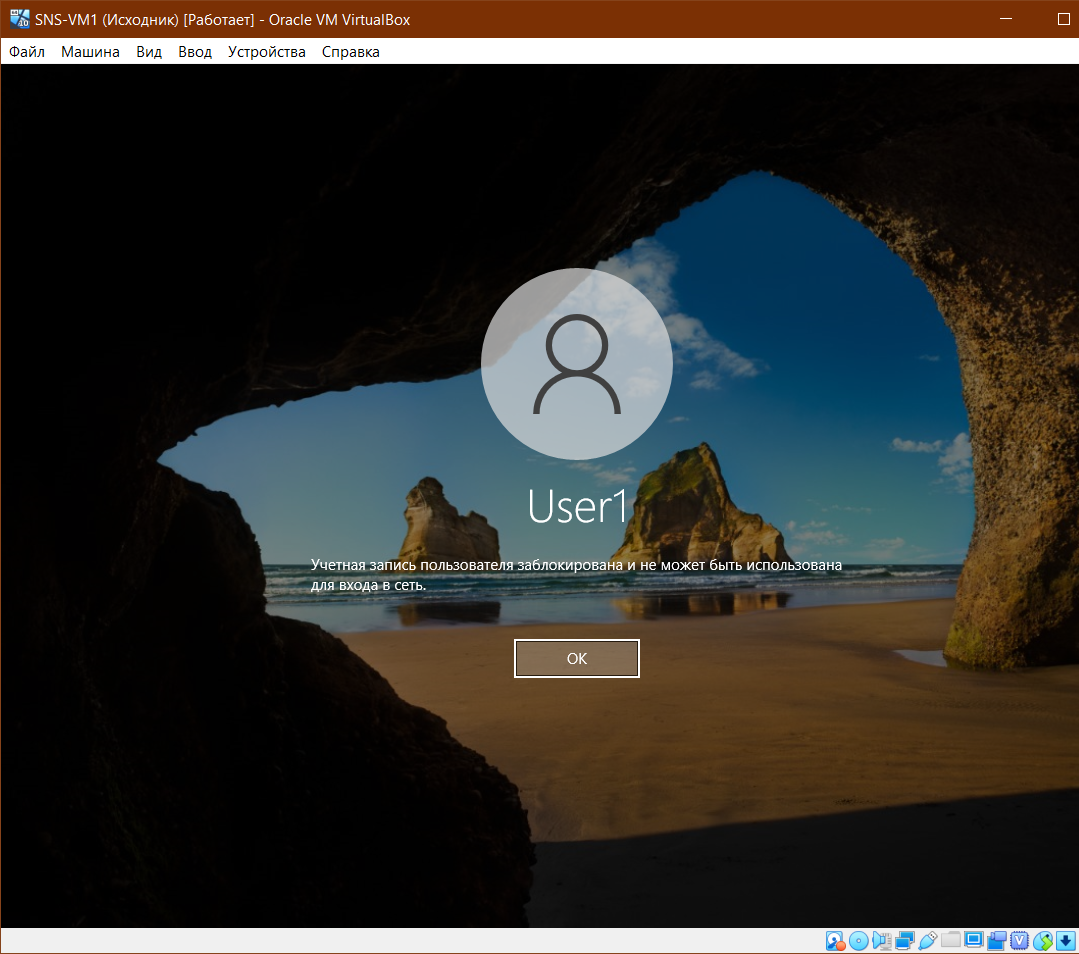 SNS-VM1 (Исходник) [Работает] - Oracle VM VirtualBox
Файл Машина Вид Ввод Устройства Справка
User1
Учетная запись пользователя заблокирована и не может быть использована
для входа в сеть.
OK